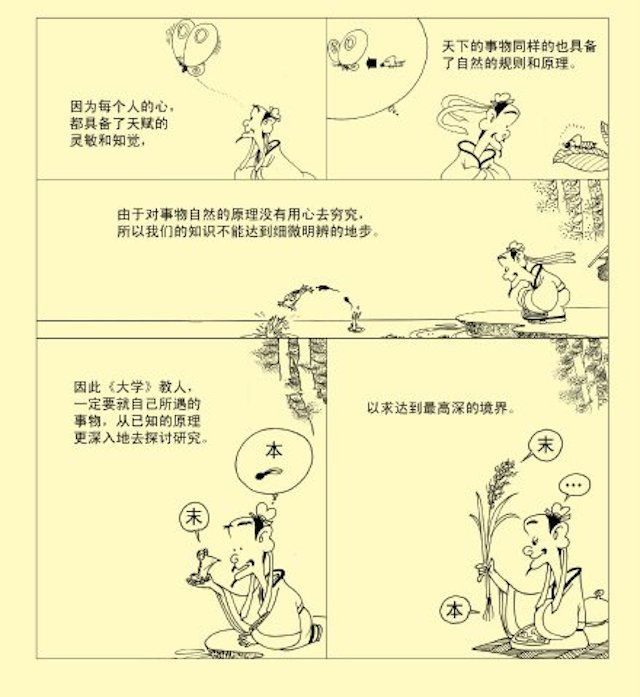 因为每个人的心，
都具备了天赋的
灵敏和知觉，
天下的事物同样的也具备
了自然的规则和原理。
由于对事物自然的原理没有用心去穷究，
所以我们的知识不能达到细微明辨的地步。
因此《大学》教人，
一定要就自己所遇的
事物，从已知的原理
更深入地去探讨研究。
本
末
以求达到最高深的境界。
末
…
本